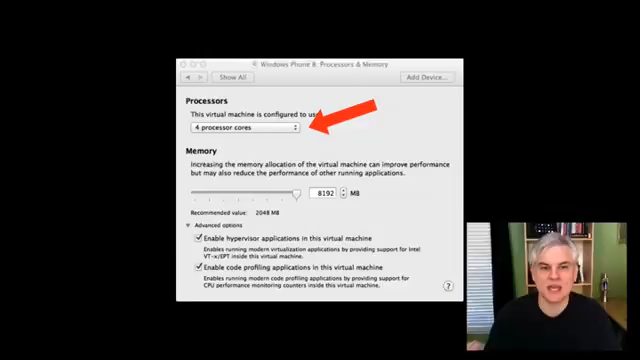 Windows Phone 8: Processors & Memory
Show All
Add Device...
Processors
This virtual machine is configured to use
4 processor cores
Memory
Increasing the memory allocation of the virtual machine can improve performance
but may also reduce the performance of other running applications.
8192 MB
Recommended value: 2048 MB
Advanced options
Enable hypervisor applications in this virtual machine
Enables running modern virtualization applications by providing support for Intel
VT-x/EPT inside this virtual machine.
Enable code profiling applications in this virtual machine
Enables running modern code profiling applications by providing support for
CPU performance monitoring counters inside this virtual machine.
?